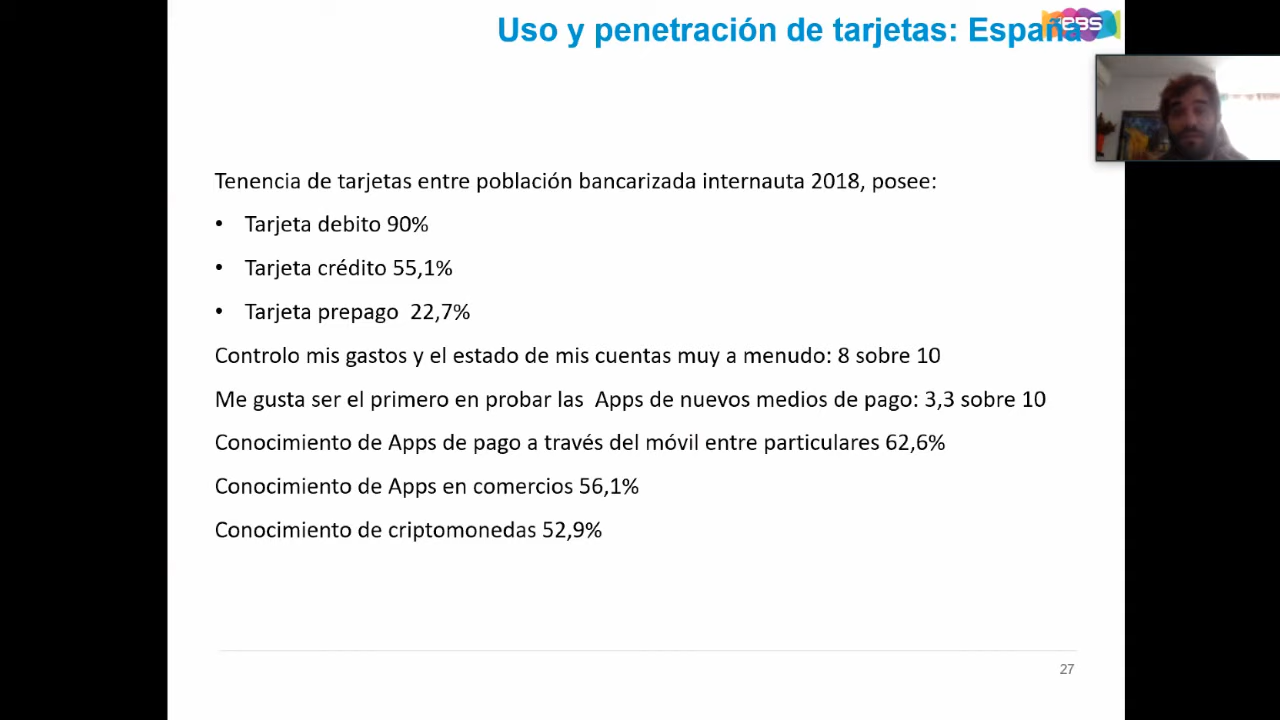 Uso y penetración de tarjetas: España
Tenencia de tarjetas entre población bancarizada internauta 2018, posee:
• Tarjeta debito 90%
• Tarjeta crédito 55,1%
• Tarjeta prepago 22,7%
Controlo mis gastos y el estado de mis cuentas muy a menudo: 8 sobre 10
Me gusta ser el primero en probar las Apps de nuevos medios de pago: 3,3 sobre 10
Conocimiento de Apps de pago a través del móvil entre particulares 62,6%
Conocimiento de Apps en comercios 56,1%
Conocimiento de criptomonedas 52,9%
27